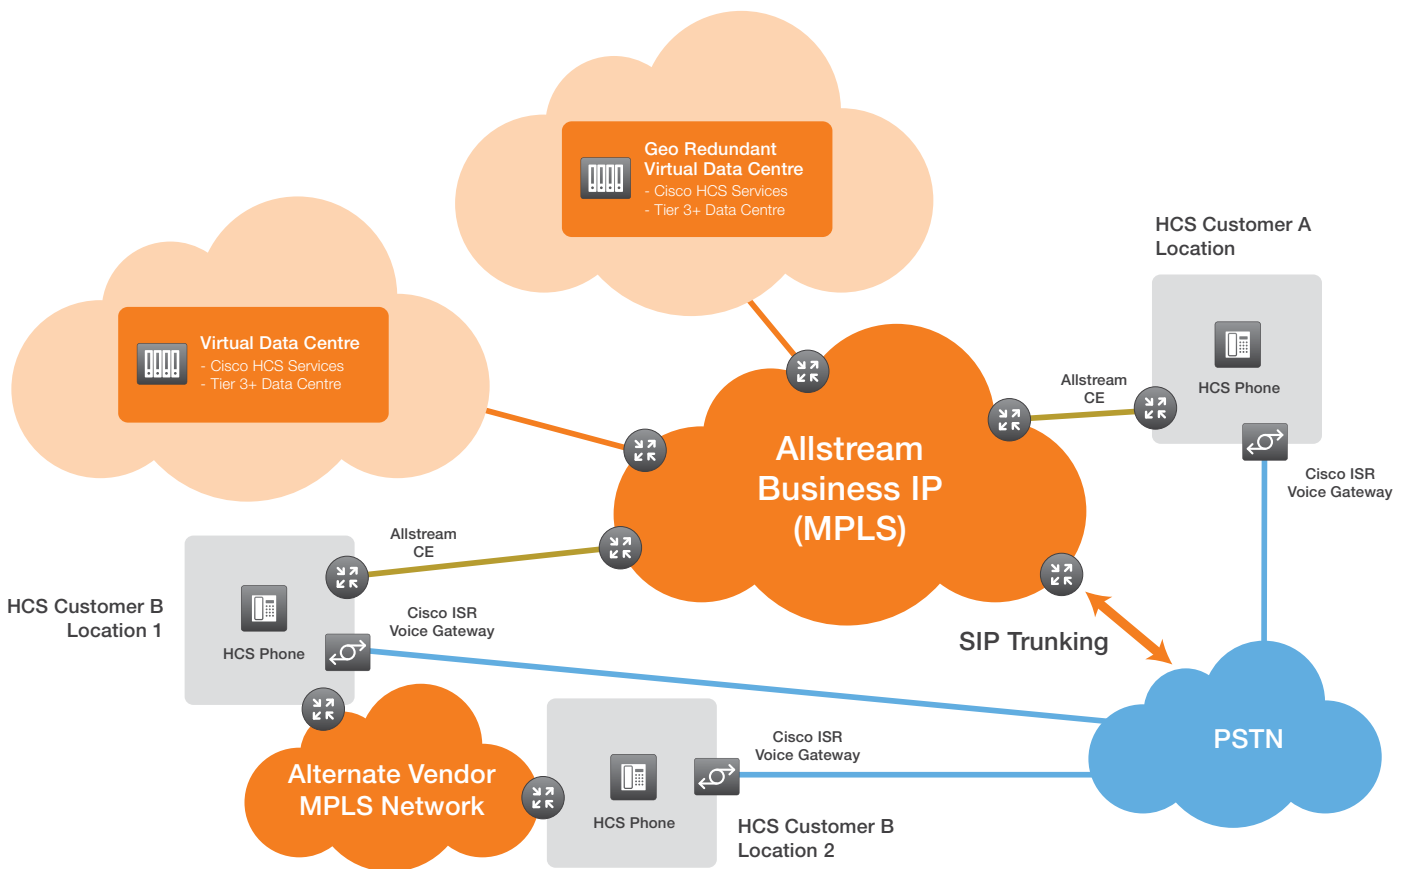 Geo Redundant
Virtual Data Centre
- Cisco HCS Services
- Tier 3+ Data Centre
HCS Customer A
Location
Virtual Data Centre
- Cisco HCS Services
- Tier 3+ Data Centre
Allstream
CE
HCS Phone
Allstream
Business IP
(MPLS)
Cisco ISR
Voice Gateway
Allstream
CE
HCS Customer B
Location 1
HCS Phone
Cisco ISR
Voice Gateway
SIP Trunking
PSTN
Alternate Vendor
MPLS Network
HCS Phone
Cisco ISR
Voice Gateway
HCS Customer B
Location 2